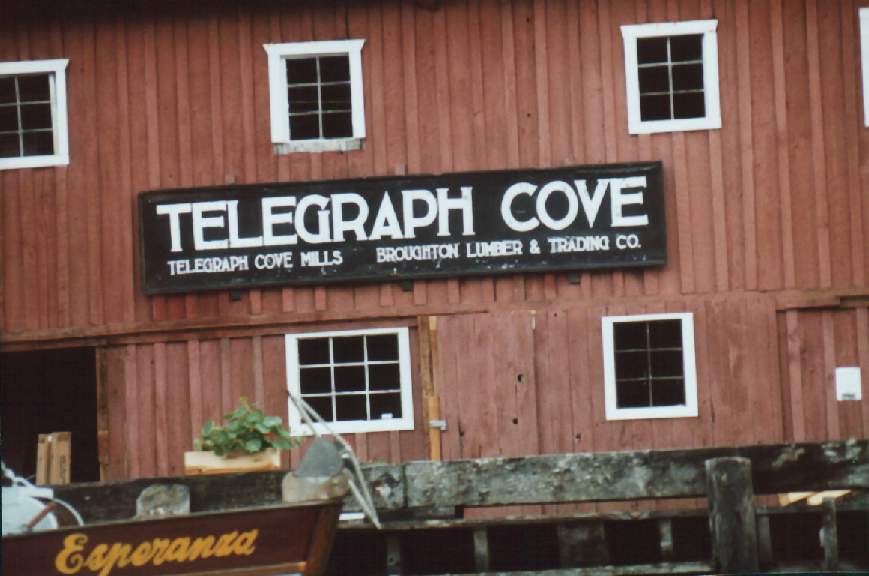 TELEGRAPH COVE
TELEGRAPH COVE MILLS BROUGHTON LUMBER & TRADING CO.
Esperanza